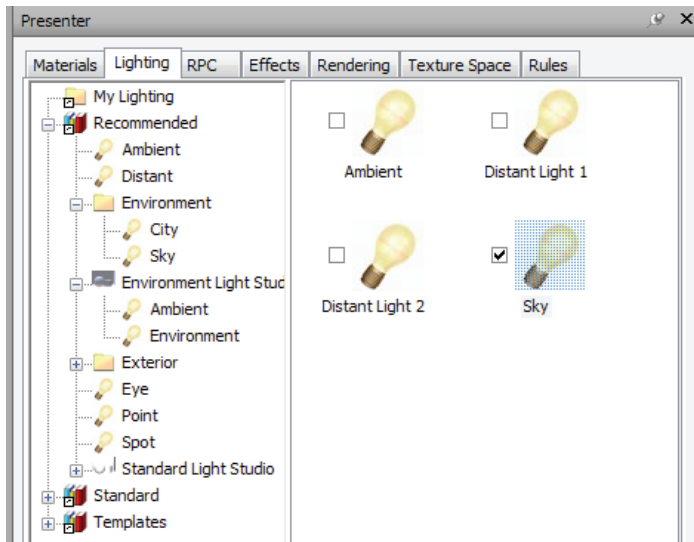 Presenter
Materials Lighting RPC Effects Rendering Texture Space Rules
My Lighting
Recommended
Ambient
Distant
Environment
City
Sky
Environment Light Stud
Ambient
Environment
Exterior
Eye
Point
Spot
Standard Light Studio
Standard
Templates
Ambient Distant Light 1
Distant Light 2 Sky